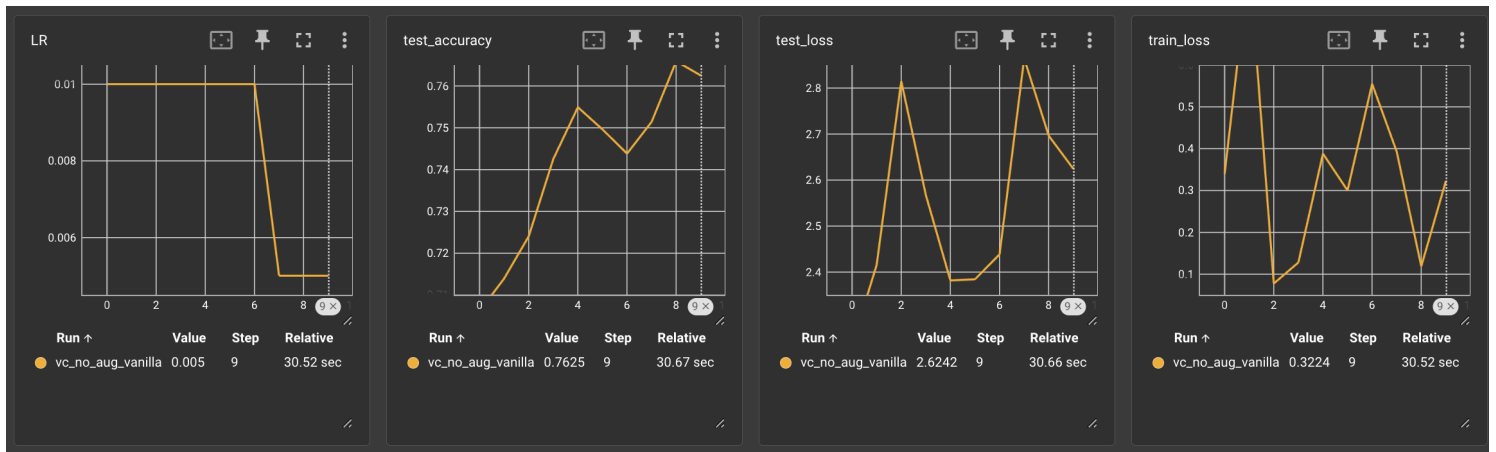 LR
0.01
0.008
0.006
0 2 4 6 8 9 ×
Run ↑ Value Step Relative
vc_no_aug_vanilla 0.005 9 30.52 sec
test_accuracy
0.76
0.75
0.74
0.73
0.72
0 2 4 6 8 9 ×
Run ↑ Value Step Relative
vc_no_aug_vanilla 0.7625 9 30.67 sec
test_loss
2.8
2.7
2.6
2.5
2.4
0 2 4 6 8 9 ×
Run ↑ Value Step Relative
vc_no_aug_vanilla 2.6242 9 30.66 sec
train_loss
0.5
0.4
0.3
0.2
0.1
0 2 4 6 8 9 ×
Run ↑ Value Step Relative
vc_no_aug_vanilla 0.3224 9 30.52 sec